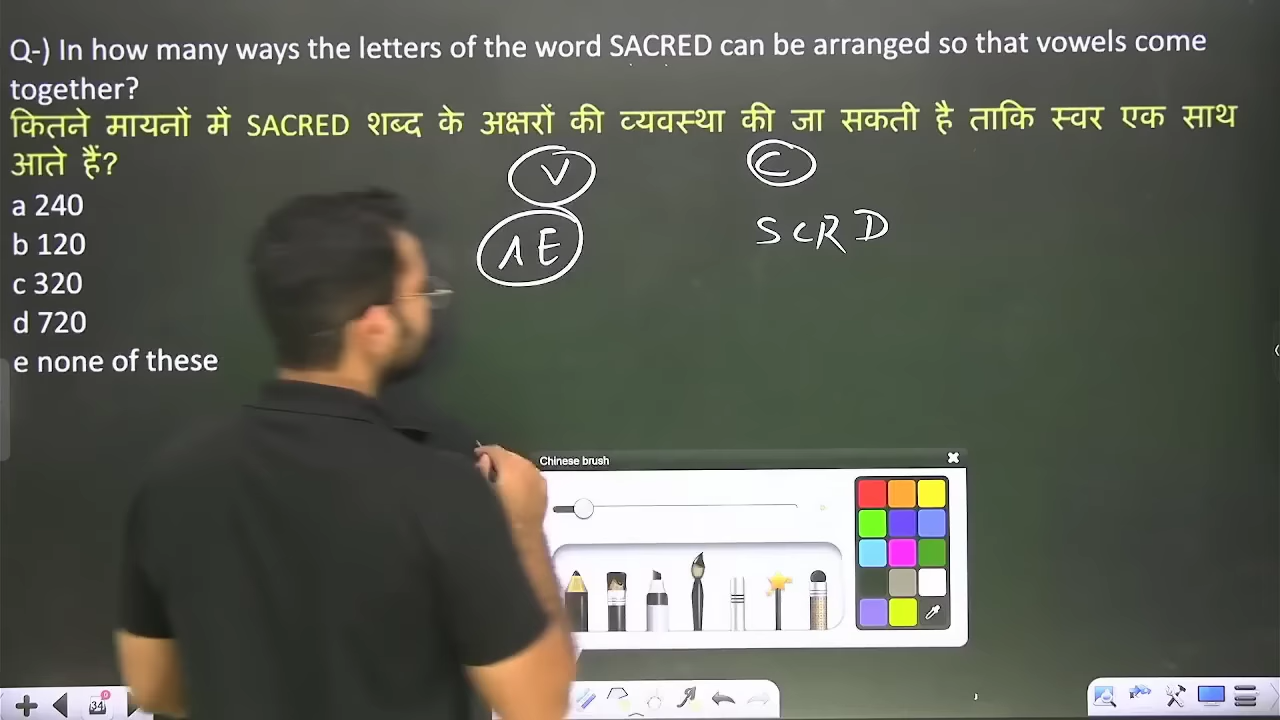 Q-) In how many ways the letters of the word SACRED can be arranged so that vowels come
together?
कितने मायनों में SACRED शब्द के अक्षरों की व्यवस्था की जा सकती है ताकि स्वर एक साथ
आते हैं?
V C
AE SCRD
a 240
b 120
c 320
d 720
e none of these
Chinese brush
34